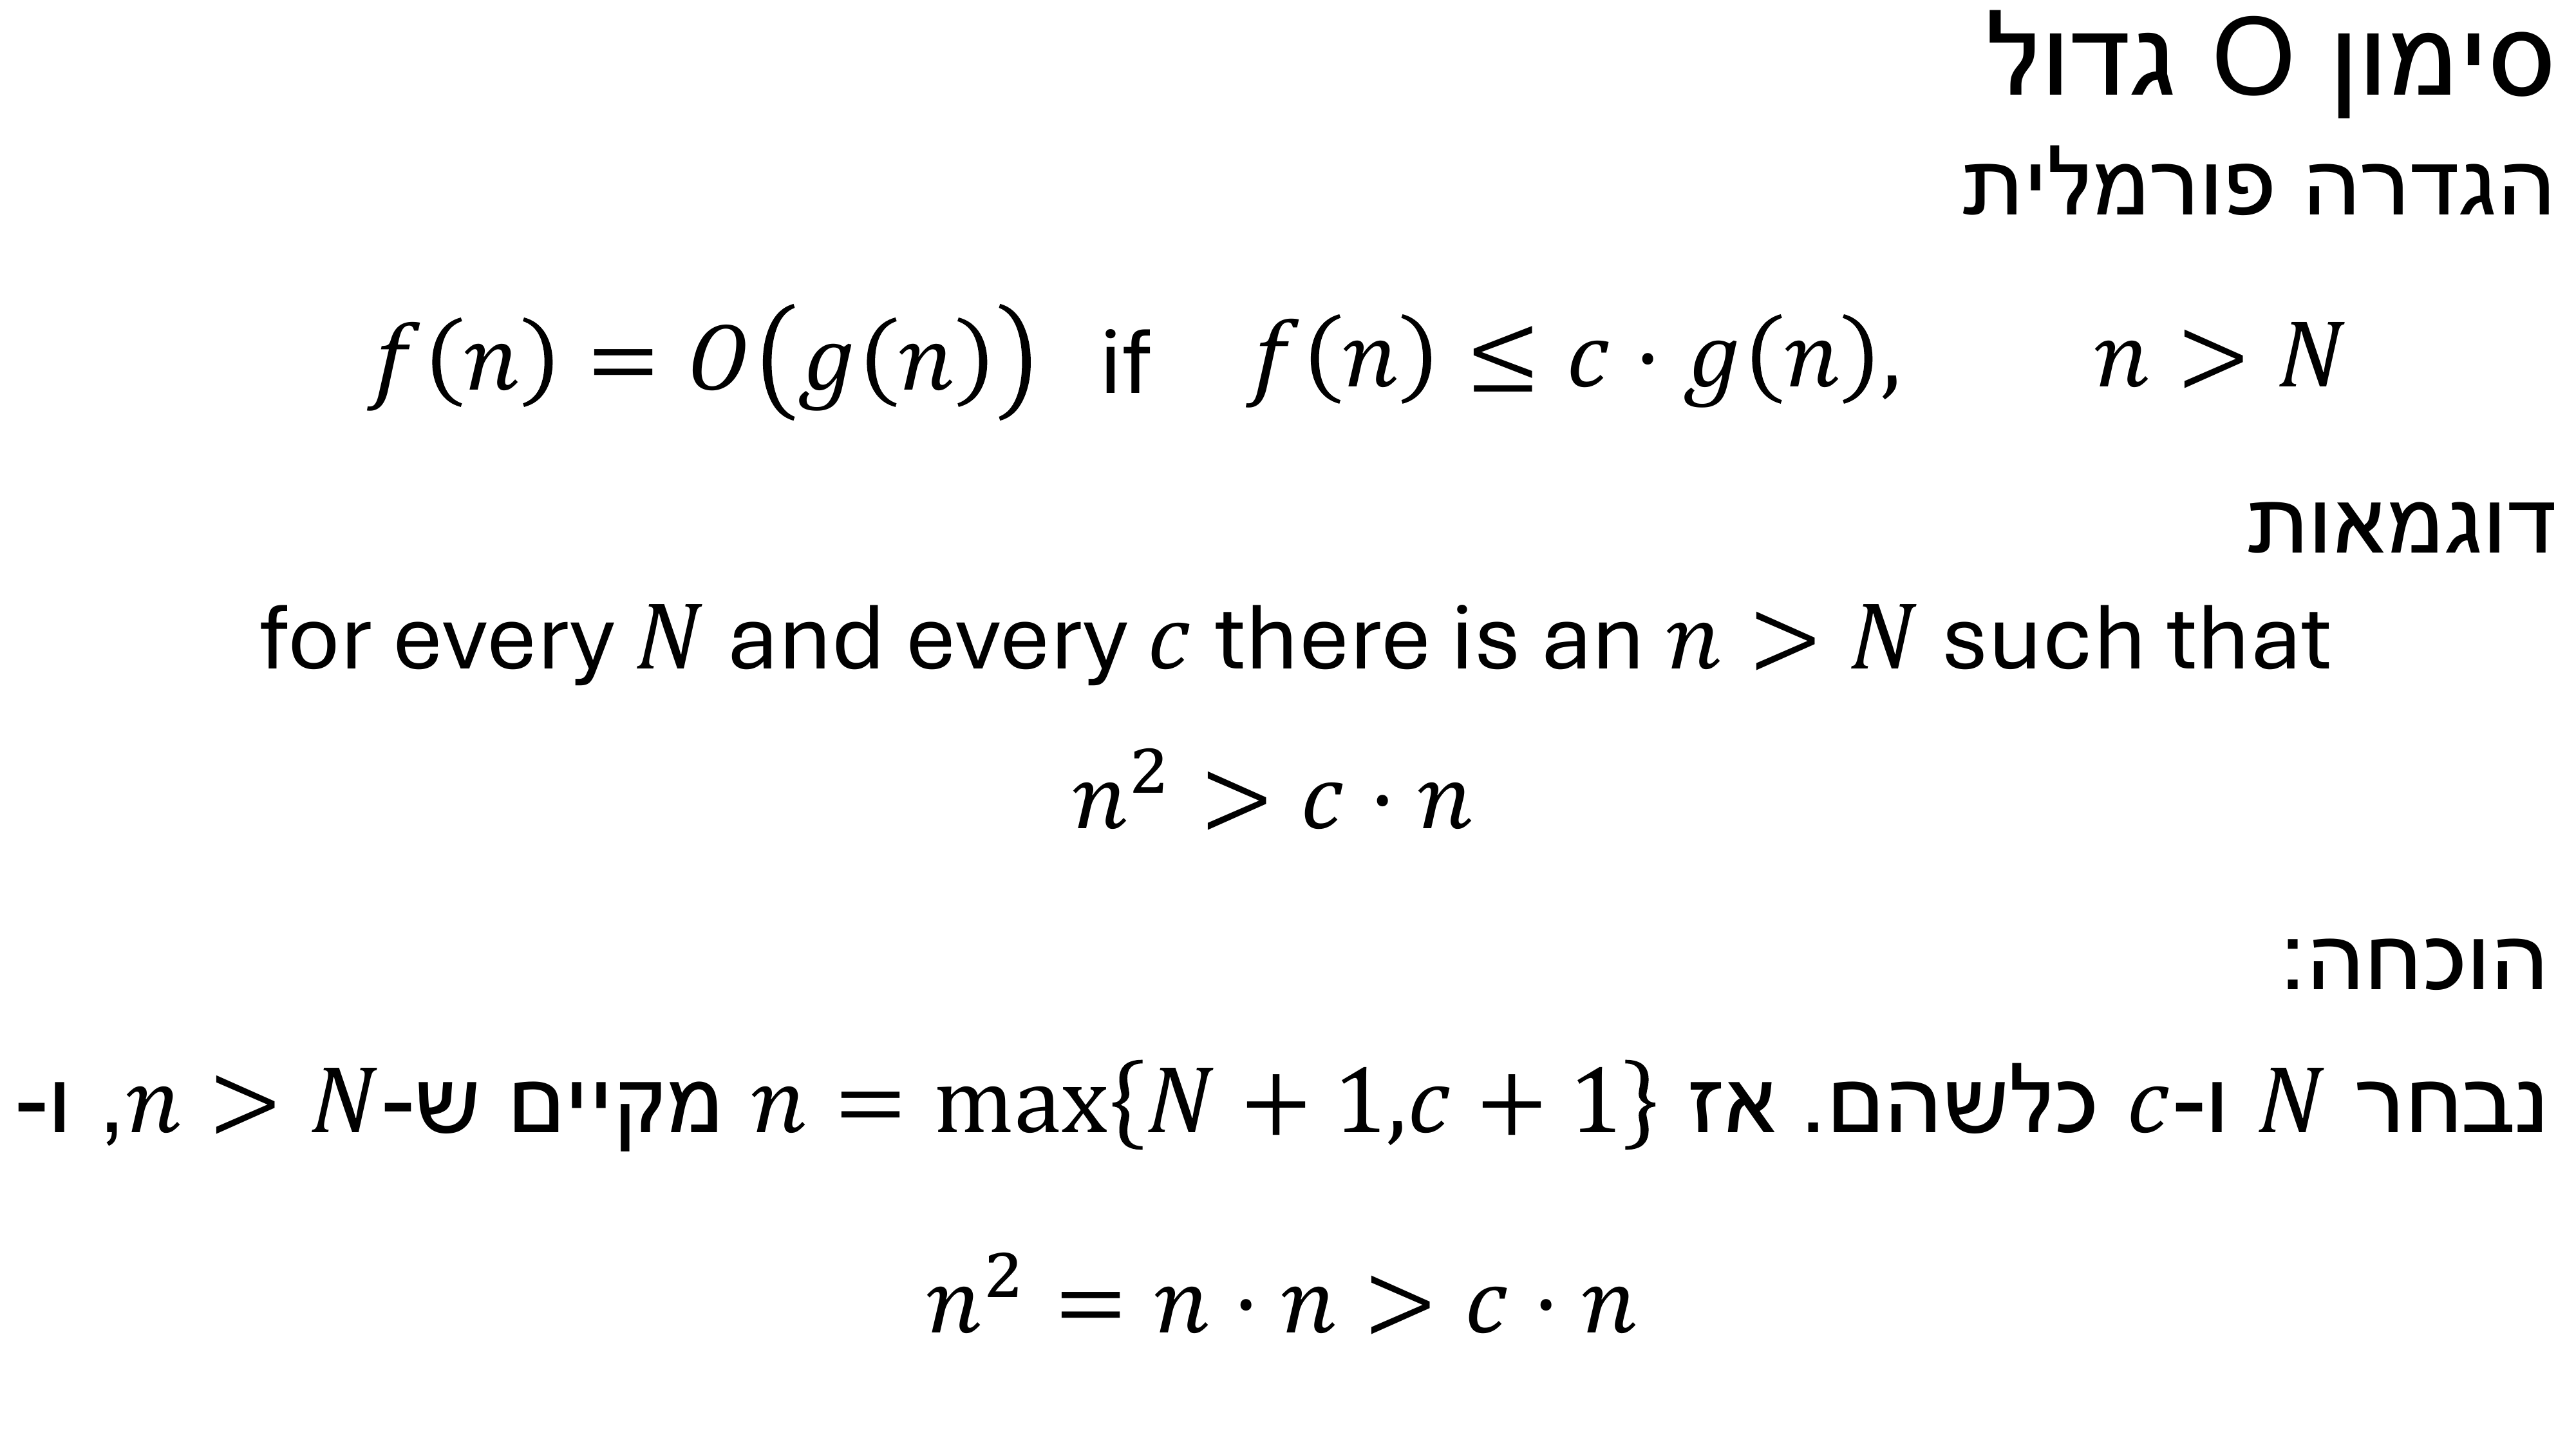 סימון O גדול
הגדרה פורמלית
f(n) = O(g(n)) if f(n) ≤ c · g(n), n > N
דוגמאות
for every N and every c there is an n > N such that
n² > c · n
הוכחה:
נבחר N ו-c כלשהם. אז n = max{N + 1,c + 1} מקיים ש-n > N, ו-
n² = n · n > c · n